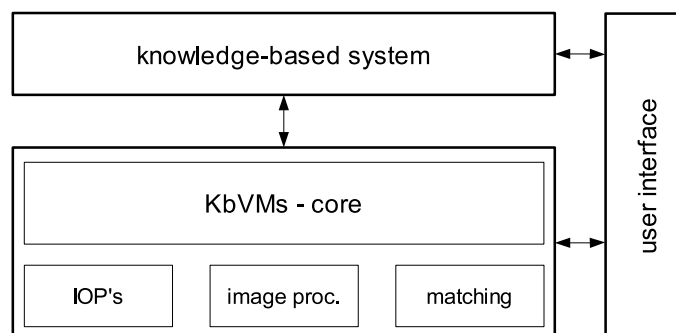 knowledge-based system
KbVMs - core
IOP's
image proc.
matching
user interface